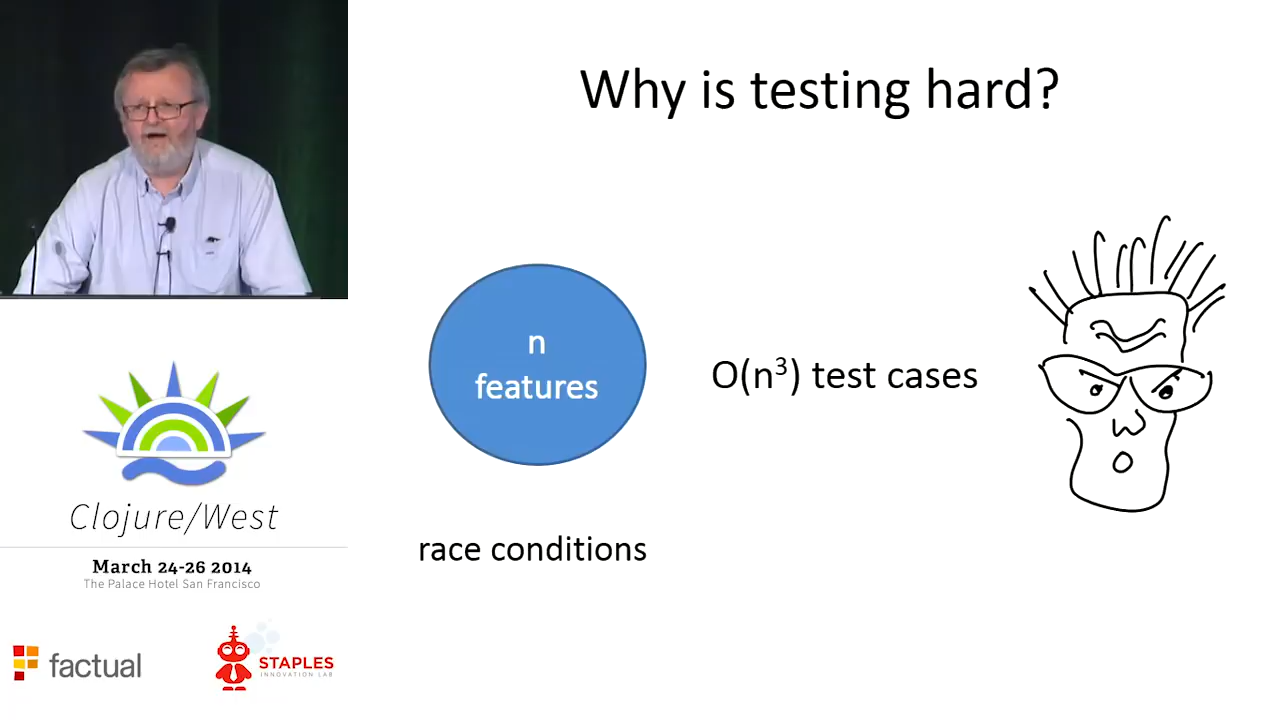 Why is testing hard?
n
features
O(n³) test cases
race conditions
Clojure/West
March 24-26 2014
The Palace Hotel San Francisco
factual
STAPLES
INNOVATION LAB